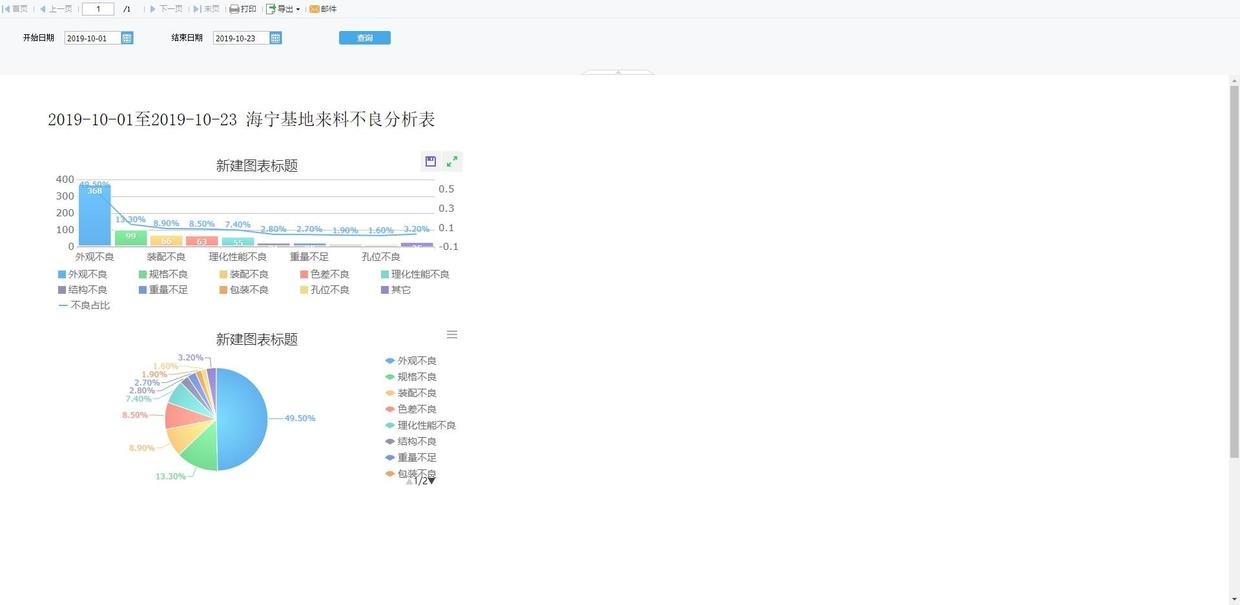 首页 上一页 1 /1 下一页 末页 打印 导出 邮件
开始日期 2019-10-01 结束日期 2019-10-23 查询
2019-10-01至2019-10-23 海宁基地来料不良分析表
新建图表标题
400 0.5
300 0.3
200 0.1
100 -0.1
0
49.50% 13.30% 8.90% 8.50% 7.40% 2.80% 2.70% 1.90% 1.60% 3.20%
368 99 66 63 55
外观不良 装配不良 理化性能不良 重量不足 孔位不良
外观不良 规格不良 装配不良 色差不良 理化性能不良
结构不良 重量不足 包装不良 孔位不良 其它
不良占比
新建图表标题
3.20%
1.60%
1.90%
2.70%
2.80%
7.40%
8.50%
49.50%
8.90%
13.30%
外观不良
规格不良
装配不良
色差不良
理化性能不良
结构不良
重量不足
包装不良
1/2